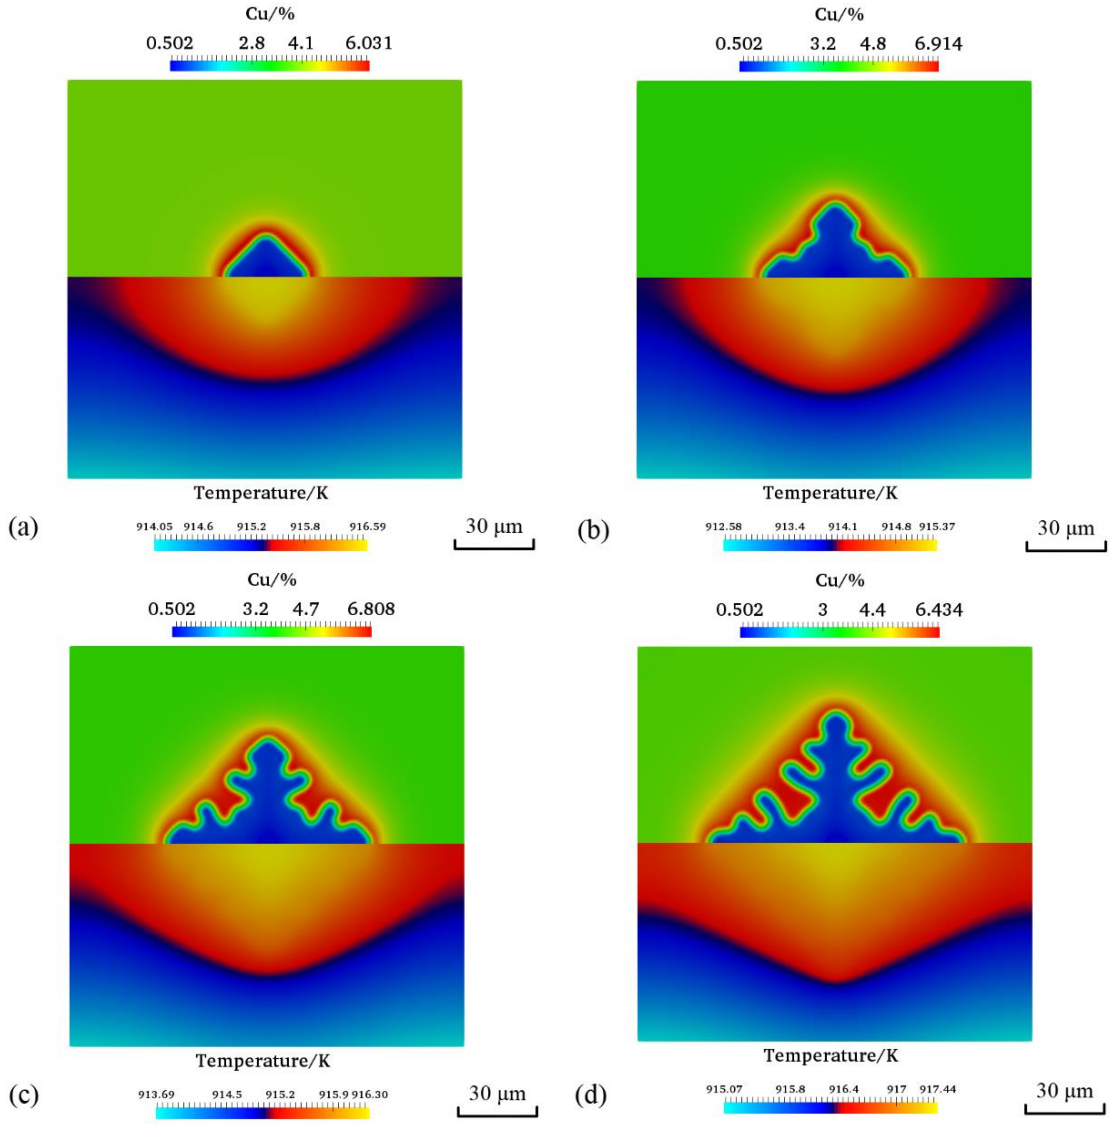 Cu/%
0.502 2.8 4.1 6.031
Temperature/K
(a)
914.05 914.6 915.2 915.8 916.59
30 μm
Cu/%
0.502 3.2 4.8 6.914
Temperature/K
(b)
912.58 913.4 914.1 914.8 915.37
30 μm
Cu/%
0.502 3.2 4.7 6.808
Temperature/K
(c)
913.69 914.5 915.2 915.9 916.30
30 μm
Cu/%
0.502 3 4.4 6.434
Temperature/K
(d)
915.07 915.8 916.4 917 917.44
30 μm